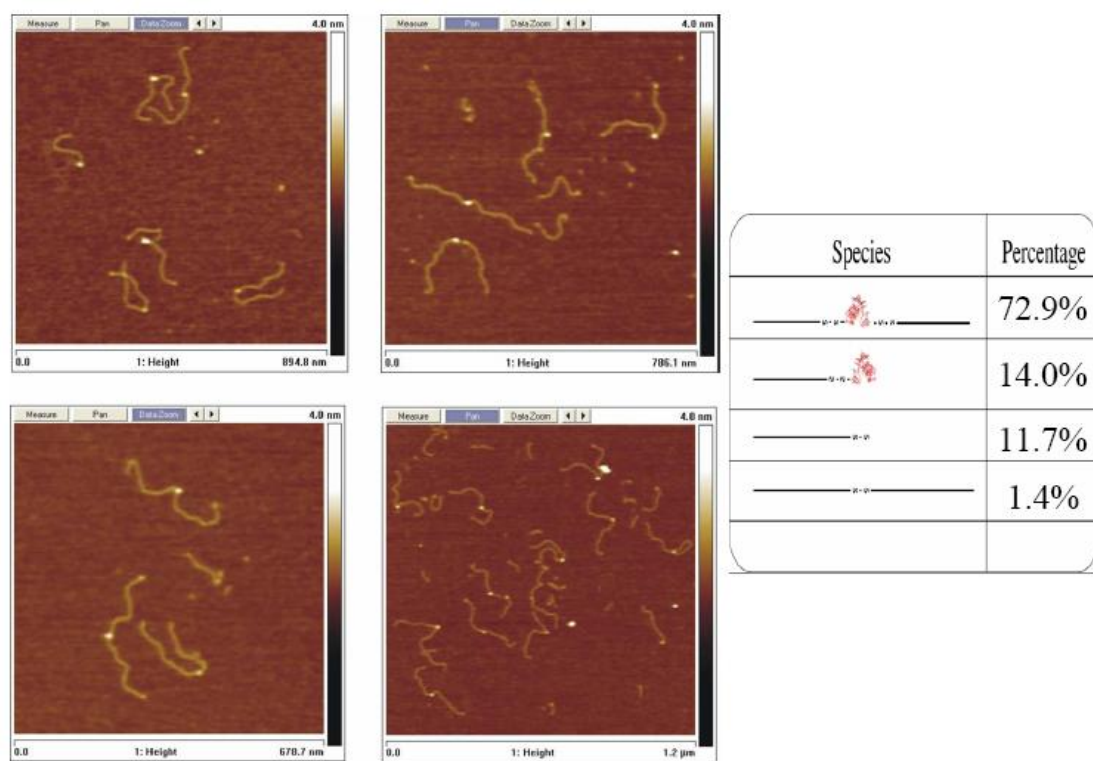 Measure Pan Data Zoom 4.0 nm
0.0 1: Height 894.8 nm
Measure Pan Data Zoom 4.0 nm
0.0 1: Height 786.1 nm
Measure Pan Data Zoom 4.0 nm
0.0 1: Height 678.7 nm
Measure Pan Data Zoom 4.0 nm
0.0 1: Height 1.2 µm
Species Percentage
S-S S-S 72.9%
S-S 14.0%
S-S 11.7%
S-S 1.4%